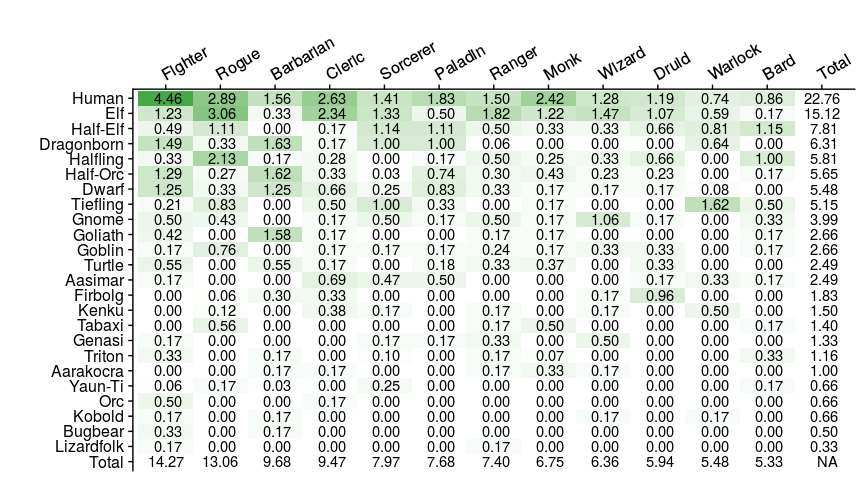 Fighter Rogue Barbarian Cleric Sorcerer Paladin Ranger Monk Wizard Druid Warlock Bard Total
Human 4.46 2.89 1.56 2.63 1.41 1.83 1.50 2.42 1.28 1.19 0.74 0.86 22.76
Elf 1.23 3.06 0.33 2.34 1.33 0.50 1.82 1.22 1.47 1.07 0.59 0.17 15.12
Half-Elf 0.49 1.11 0.00 0.17 1.14 1.11 0.50 0.33 0.33 0.66 0.81 1.15 7.81
Dragonborn 1.49 0.33 1.63 0.17 1.00 1.00 0.06 0.00 0.00 0.00 0.64 0.00 6.31
Halfling 0.33 2.13 0.17 0.28 0.00 0.17 0.50 0.25 0.33 0.66 0.00 1.00 5.81
Half-Orc 1.29 0.27 1.62 0.33 0.03 0.74 0.30 0.43 0.23 0.23 0.00 0.17 5.65
Dwarf 1.25 0.33 1.25 0.66 0.25 0.83 0.33 0.17 0.17 0.17 0.08 0.00 5.48
Tiefling 0.21 0.83 0.00 0.50 1.00 0.33 0.00 0.17 0.00 0.00 1.62 0.50 5.15
Gnome 0.50 0.43 0.00 0.17 0.50 0.17 0.50 0.17 1.06 0.17 0.00 0.33 3.99
Goliath 0.42 0.00 1.58 0.17 0.00 0.00 0.17 0.17 0.00 0.00 0.00 0.17 2.66
Goblin 0.17 0.76 0.00 0.17 0.17 0.17 0.24 0.17 0.33 0.33 0.00 0.17 2.66
Turtle 0.55 0.00 0.55 0.17 0.00 0.18 0.33 0.37 0.00 0.33 0.00 0.00 2.49
Aasimar 0.17 0.00 0.00 0.69 0.47 0.50 0.00 0.00 0.00 0.17 0.33 0.17 2.49
Firbolg 0.00 0.06 0.30 0.33 0.00 0.00 0.00 0.00 0.17 0.96 0.00 0.00 1.83
Kenku 0.00 0.12 0.00 0.38 0.17 0.00 0.17 0.00 0.17 0.00 0.50 0.00 1.50
Tabaxi 0.00 0.56 0.00 0.00 0.00 0.00 0.17 0.50 0.00 0.00 0.00 0.17 1.40
Genasi 0.17 0.00 0.00 0.00 0.17 0.17 0.33 0.00 0.50 0.00 0.00 0.00 1.33
Triton 0.33 0.00 0.17 0.00 0.10 0.00 0.17 0.07 0.00 0.00 0.00 0.33 1.16
Aarakocra 0.00 0.00 0.17 0.17 0.00 0.00 0.17 0.33 0.17 0.00 0.00 0.00 1.00
Yaun-Ti 0.06 0.17 0.03 0.00 0.25 0.00 0.00 0.00 0.00 0.00 0.00 0.17 0.66
Orc 0.50 0.00 0.00 0.17 0.00 0.00 0.00 0.00 0.00 0.00 0.00 0.00 0.66
Kobold 0.17 0.00 0.17 0.00 0.00 0.00 0.00 0.00 0.17 0.00 0.17 0.00 0.66
Bugbear 0.33 0.00 0.17 0.00 0.00 0.00 0.00 0.00 0.00 0.00 0.00 0.00 0.50
Lizardfolk 0.17 0.00 0.00 0.00 0.00 0.00 0.17 0.00 0.00 0.00 0.00 0.00 0.33
Total 14.27 13.06 9.68 9.47 7.97 7.68 7.40 6.75 6.36 5.94 5.48 5.33 NA